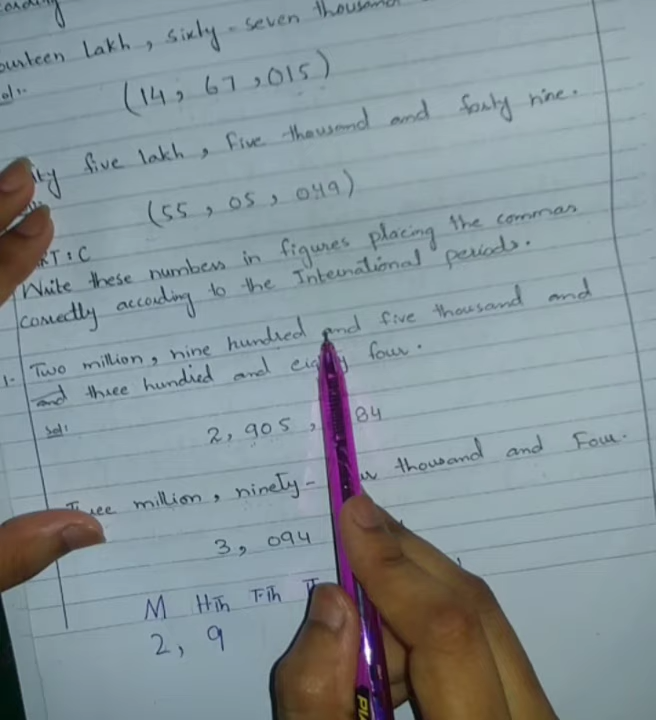 Lakh, sixty-seven thousand
(14, 67, 015)
five lakh, five thousand and forty nine.
(55, 05, 049)
Write these numbers in figures placing the commas
correctly according to the International periods.
1. Two million, nine hundred and five thousand and
and three hundred and four.
sol:
2, 905, 84
million, ninety- thousand and Four.
3, 094
M HTh TTh
2, 9